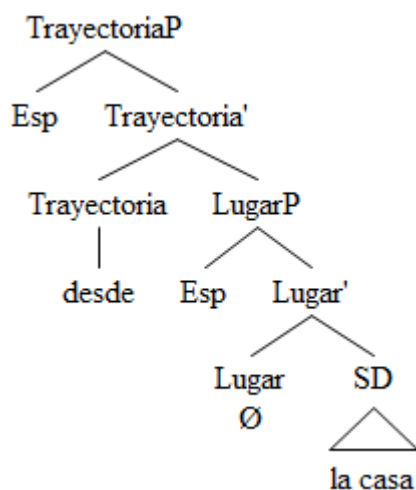 TrayectoriaP
Esp Trayectoria'
Trayectoria LugarP
desde Esp Lugar'
Lugar SD
Ø
la casa